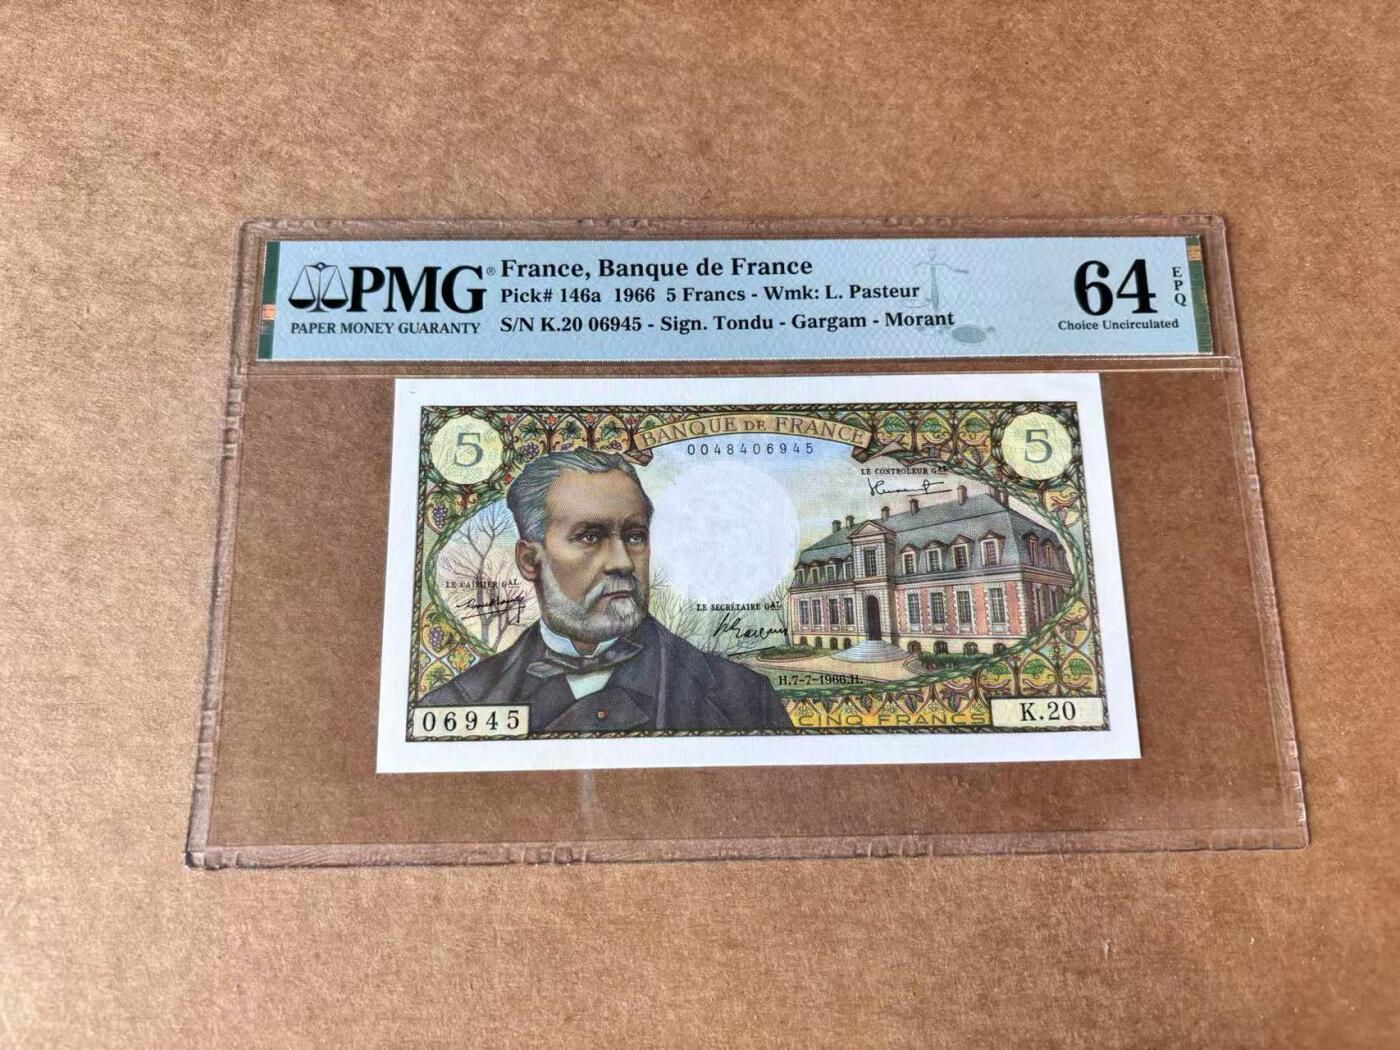 PMG®
PAPER MONEY GUARANTY
France, Banque de France
Pick# 146a 1966 5 Francs - Wmk: L. Pasteur
S/N K.20 06945 - Sign. Tondu - Gargam - Morant
64 EPQ
Choice Uncirculated
5
BANQUE DE FRANCE
5
0048406945
LE CONTROLEUR GAL
LE CAISSIER GAL
LE SECRÉTAIRE GAL
H.7-7-1966.H.
06945
CINQ FRANCS
K.20